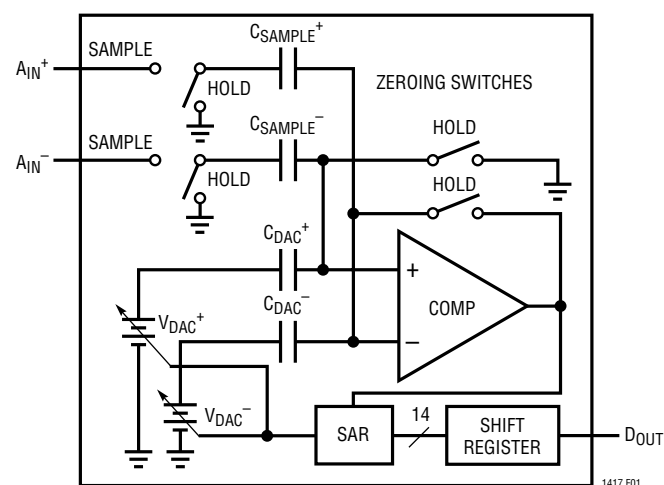 CSAMPLE+
SAMPLE
AIN+
ZEROING SWITCHES
HOLD
CSAMPLE–
SAMPLE
HOLD
AIN–
HOLD
HOLD
CDAC+
+
COMP
CDAC–
VDAC+
–
VDAC–
14
SAR
SHIFT
REGISTER
DOUT
1417 F01